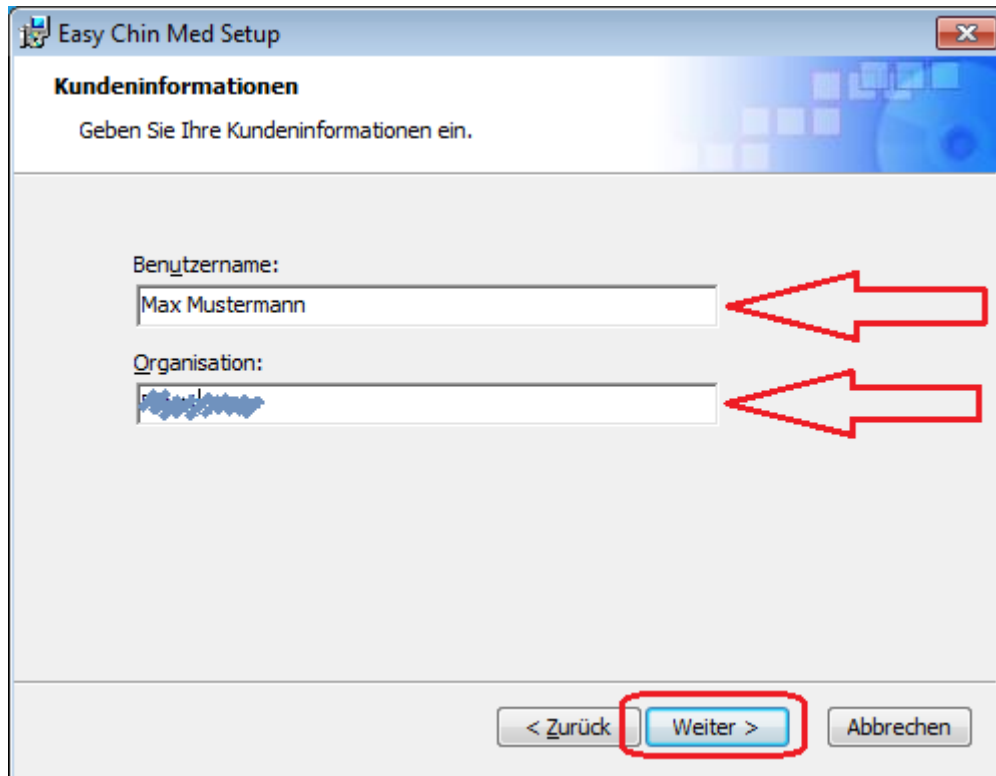 Easy Chin Med Setup
Kundeninformationen
Geben Sie Ihre Kundeninformationen ein.
Benutzername:
Max Mustermann
Organisation:
< Zurück
Weiter >
Abbrechen